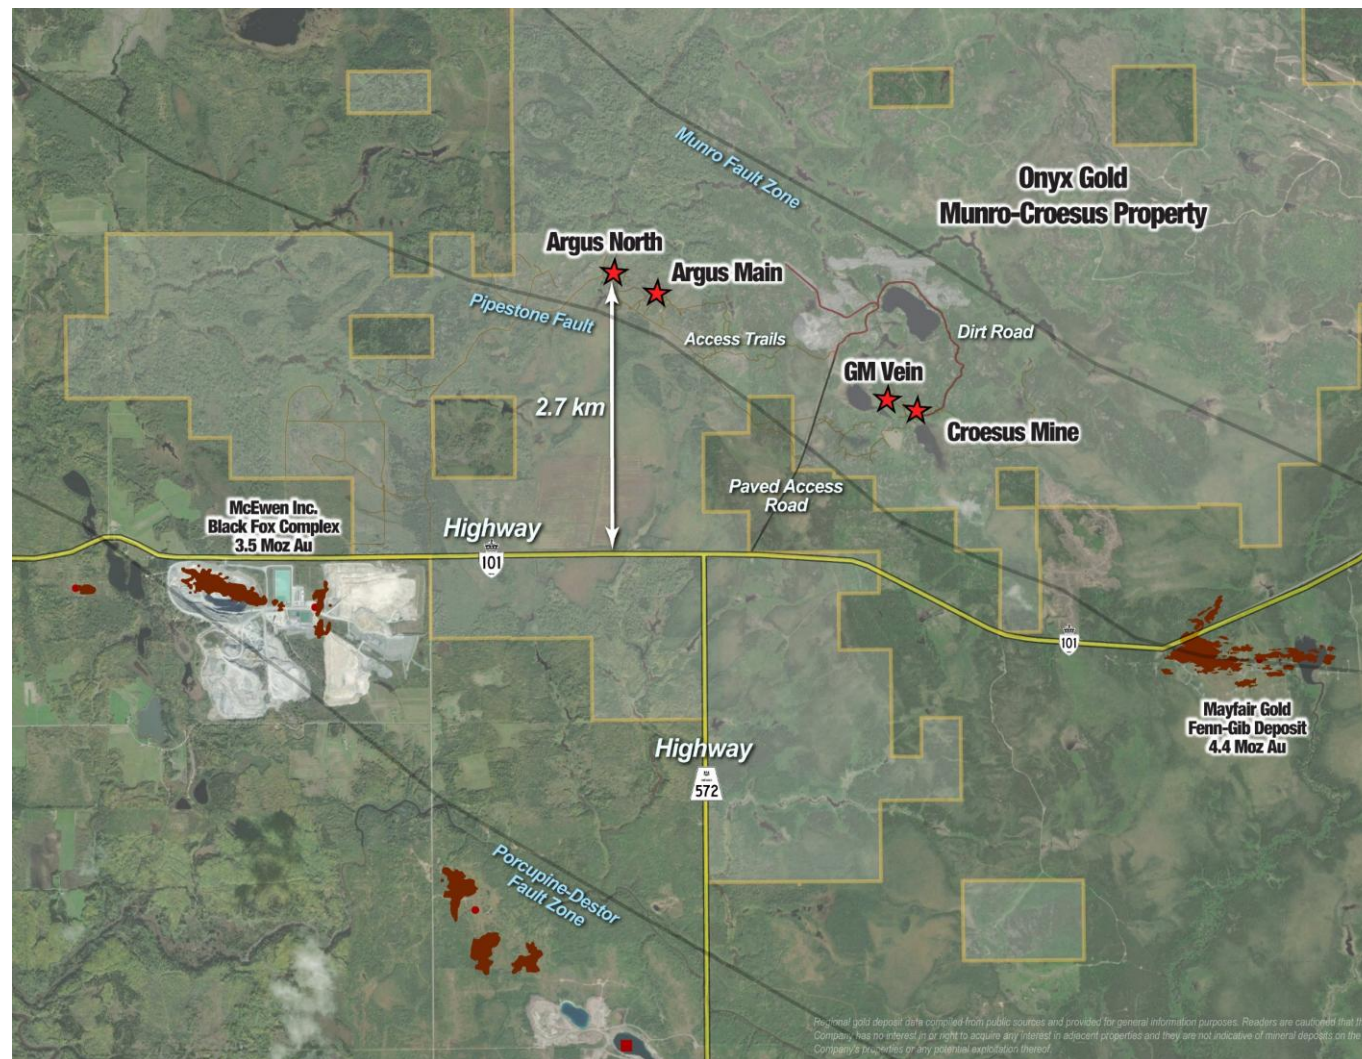 Munro Fault Zone
Onyx Gold
Munro-Croesus Property
Argus North
Argus Main
Pipestone Fault
Access Trails
Dirt Road
GM Vein
2.7 km
Croesus Mine
Paved Access
Road
McEwen Inc.
Black Fox Complex
3.5 Moz Au
Highway
101
101
Mayfair Gold
Fenn-Gib Deposit
4.4 Moz Au
Highway
572
Porcupine-Destor
Fault Zone
Regional gold deposit data compiled from public sources and provided for general information purposes. Readers are cautioned that
Company has no interest in or right to acquire any interest in adjacent properties and they are not indicative of mineral deposits on the
Company's properties or any potential exploitation thereof.